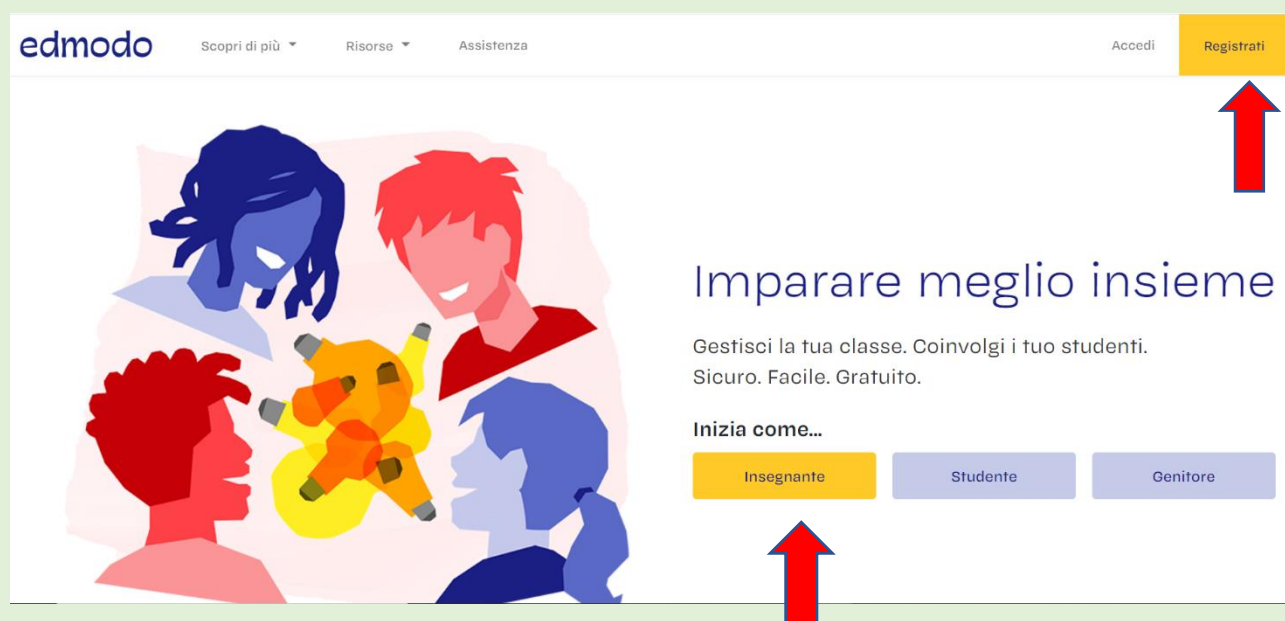 edmodo
Scopri di più
Risorse
Assistenza
Accedi
Registrati
Imparare meglio insieme
Gestisci la tua classe. Coinvolgi i tuo studenti.
Sicuro. Facile. Gratuito.
Inizia come...
Insegnante
Studente
Genitore